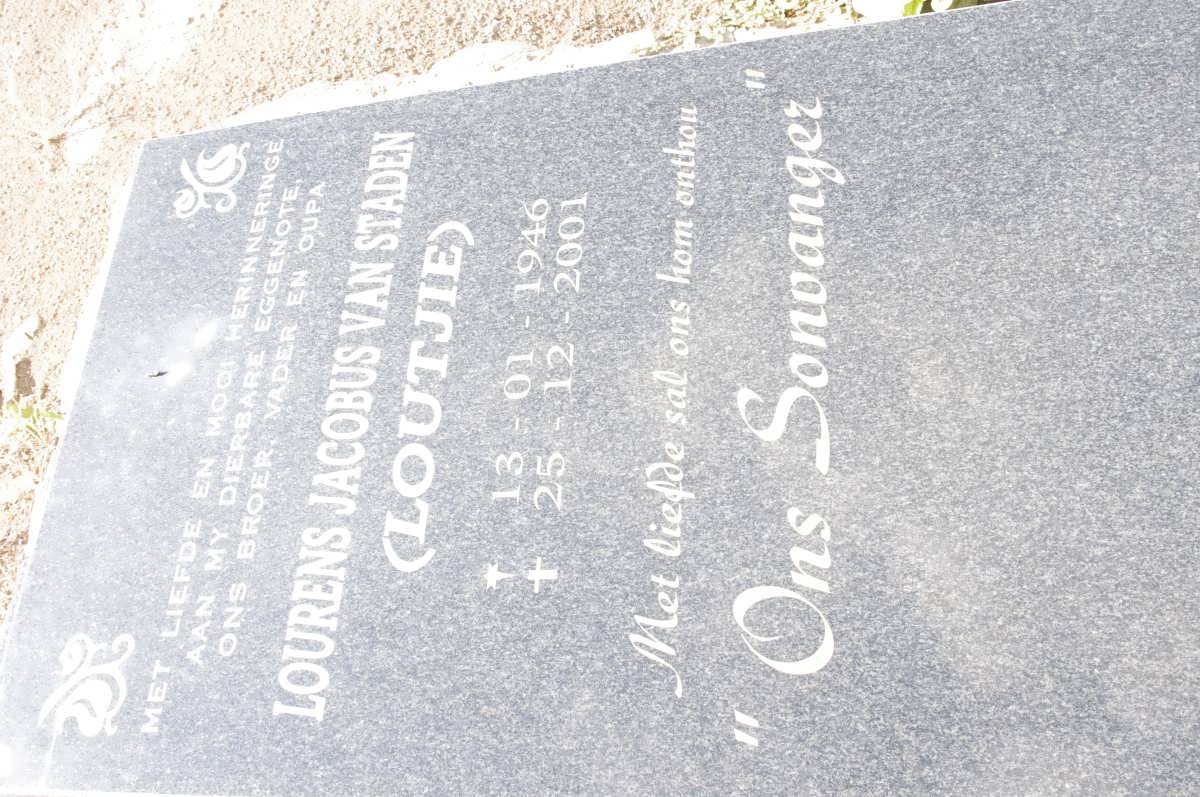 MET LIEFDE EN MOOI HERINNERINGE
AAN MY DIERBARE EGGENOTE,
ONS BROER, VADER EN OUPA
LOURENS JACOBUS VAN STADEN
(LOUTJIE)
13 - 01 - 1946
25 - 12 - 2001
Met liefde sal ons hom onthou
"Ons Sonvanger"